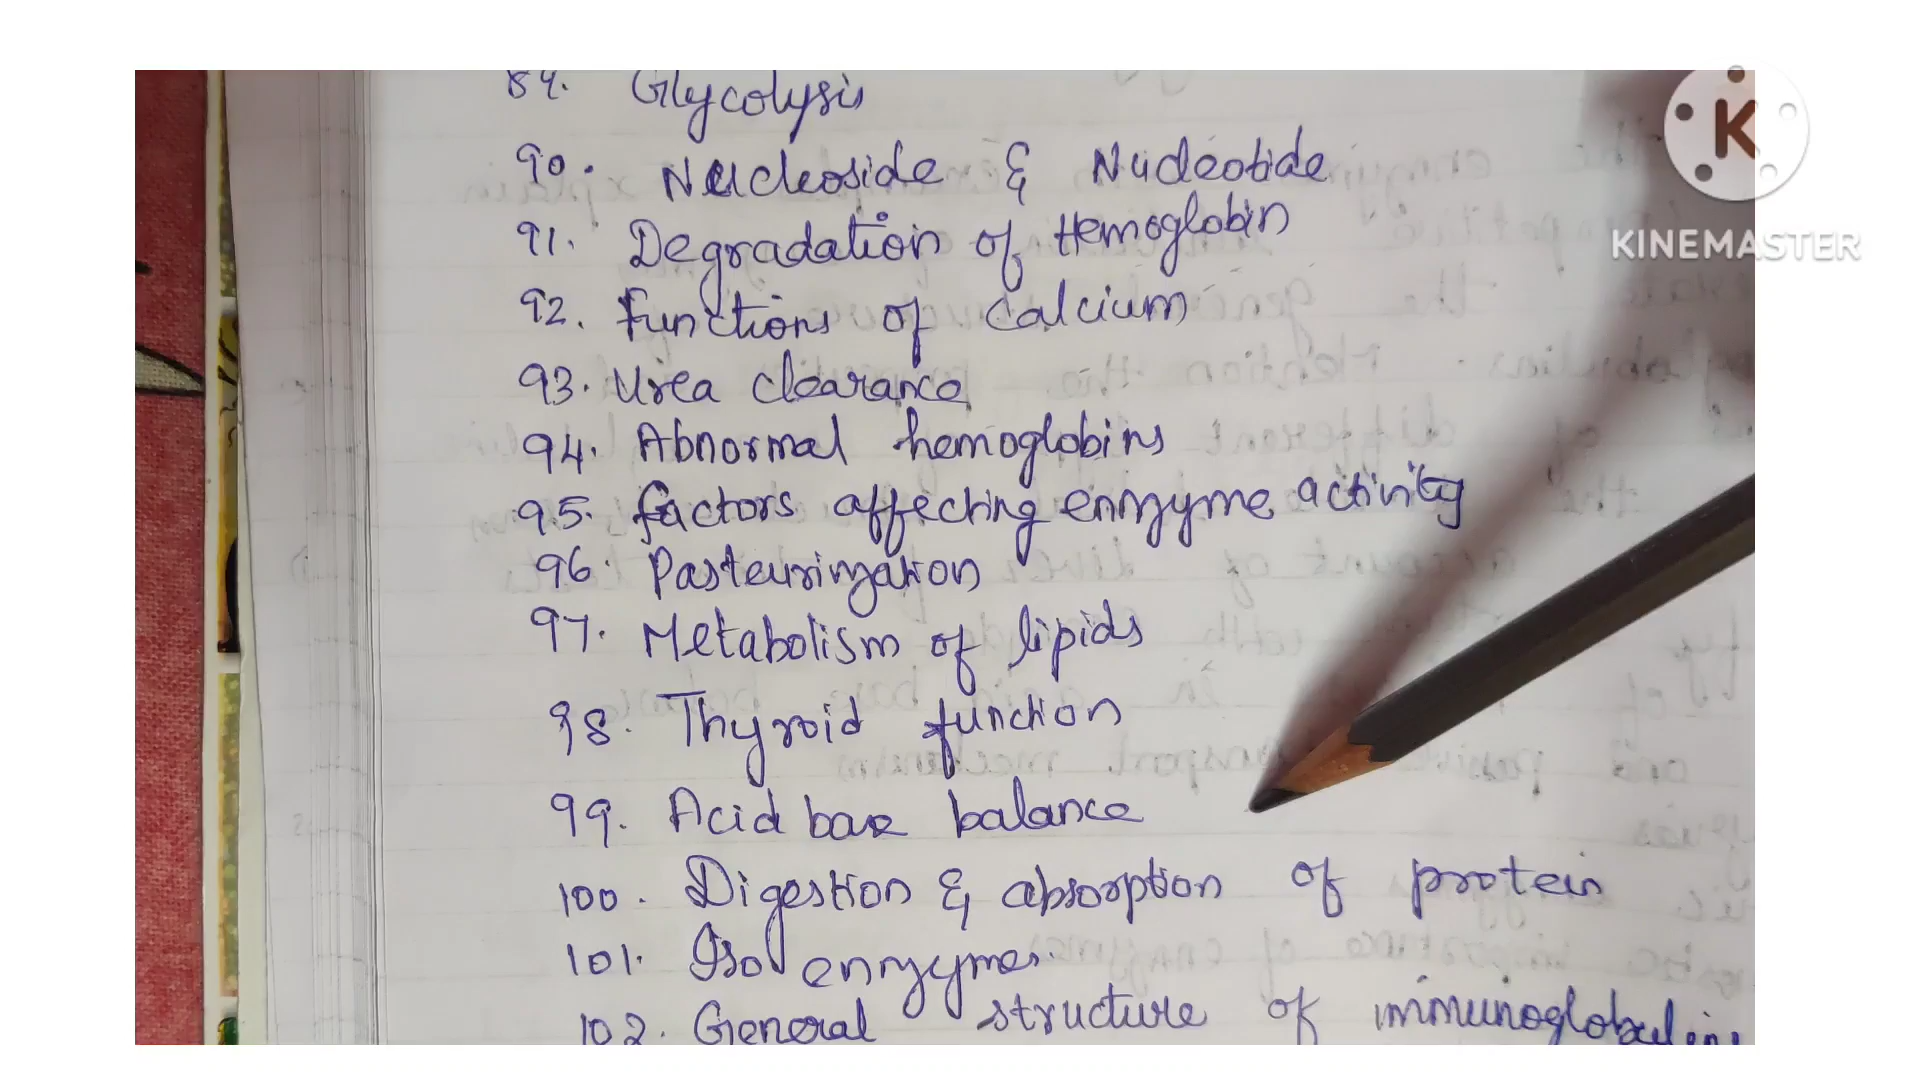 89. Glycolysis
90. Nucleoside & Nucleotide
91. Degradation of Hemoglobin
92. Functions of calcium
93. Urea clearance
94. Abnormal hemoglobins
95. factors affecting enzyme activity
96. Pasteurization
97. Metabolism of lipids
98. Thyroid function
99. Acid base balance
100. Digestion & absorption of protein
101. Iso enzymes
102. General structure of immunoglobulins
K
KINEMASTER